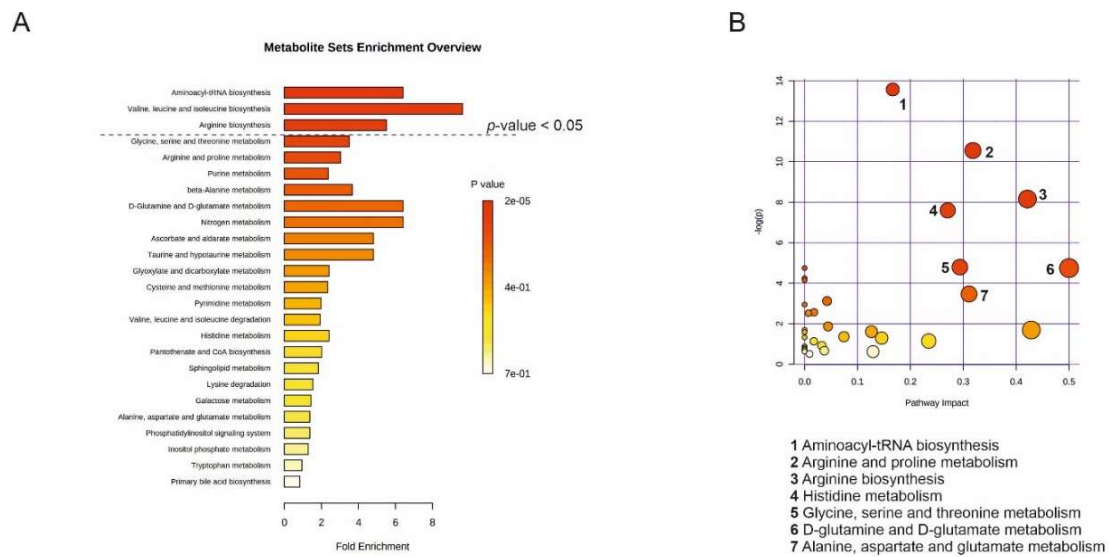 A
Metabolite Sets Enrichment Overview
Aminoacyl-tRNA biosynthesis
Valine, leucine and isoleucine biosynthesis
Arginine biosynthesis
p-value < 0.05
Glycine, serine and threonine metabolism
Arginine and proline metabolism
Purine metabolism
beta-Alanine metabolism
D-Glutamine and D-glutamate metabolism
Nitrogen metabolism
Ascorbate and aldarate metabolism
Taurine and hypotaurine metabolism
Glyoxylate and dicarboxylate metabolism
Cysteine and methionine metabolism
Pyrimidine metabolism
Valine, leucine and isoleucine degradation
Histidine metabolism
Pantothenate and CoA biosynthesis
Sphingolipid metabolism
Lysine degradation
Galactose metabolism
Alanine, aspartate and glutamate metabolism
Phosphatidylinositol signaling system
Inositol phosphate metabolism
Tryptophan metabolism
Primary bile acid biosynthesis
0 2 4 6 8
Fold Enrichment
P value
2e-05
4e-01
7e-01
B
14
12
10
8
6
4
2
0
-log(p)
1
2
3
4
5
6
7
0.0 0.1 0.2 0.3 0.4 0.5
Pathway Impact
1 Aminoacyl-tRNA biosynthesis
2 Arginine and proline metabolism
3 Arginine biosynthesis
4 Histidine metabolism
5 Glycine, serine and threonine metabolism
6 D-glutamine and D-glutamate metabolism
7 Alanine, aspartate and glutamate metabolism